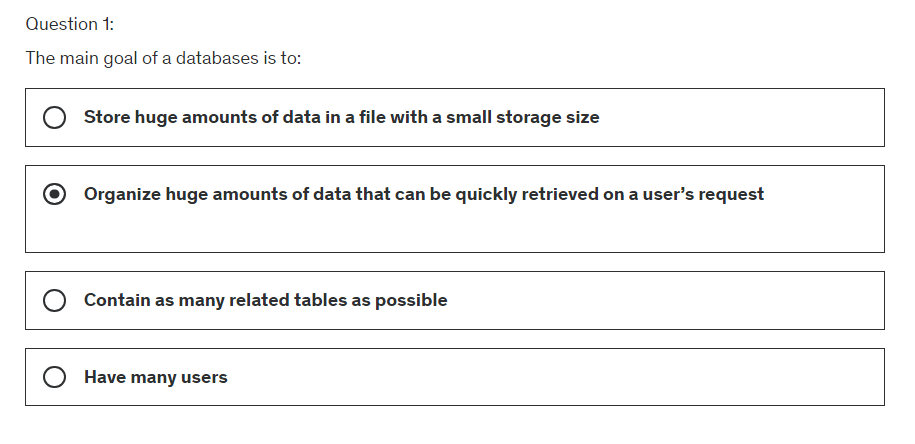 Question 1:
The main goal of a databases is to:
Store huge amounts of data in a file with a small storage size
Organize huge amounts of data that can be quickly retrieved on a user’s request
Contain as many related tables as possible
Have many users